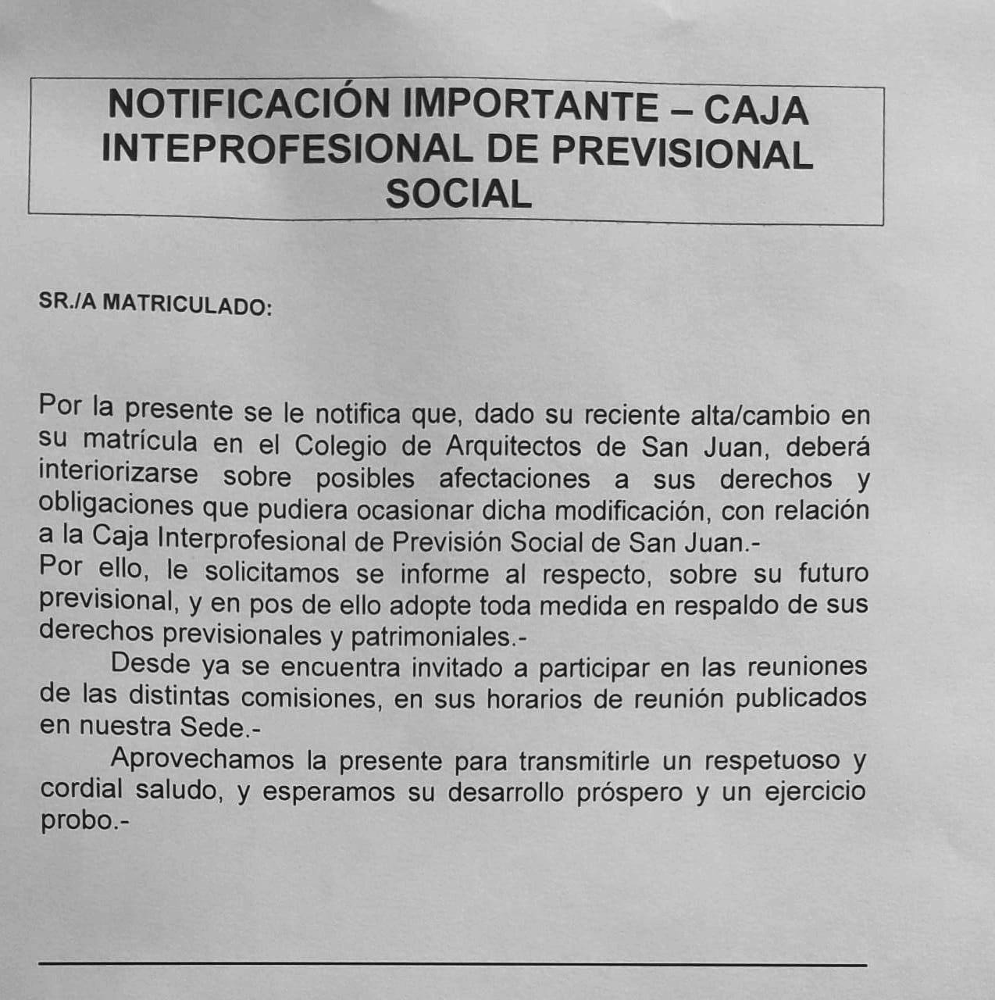 NOTIFICACIÓN IMPORTANTE – CAJA
INTEPROFESIONAL DE PREVISIONAL
SOCIAL
SR./A MATRICULADO:
Por la presente se le notifica que, dado su reciente alta/cambio en
su matrícula en el Colegio de Arquitectos de San Juan, deberá
interiorizarse sobre posibles afectaciones a sus derechos y
obligaciones que pudiera ocasionar dicha modificación, con relación
a la Caja Interprofesional de Previsión Social de San Juan.-
Por ello, le solicitamos se informe al respecto, sobre su futuro
previsional, y en pos de ello adopte toda medida en respaldo de sus
derechos previsionales y patrimoniales.-
Desde ya se encuentra invitado a participar en las reuniones
de las distintas comisiones, en sus horarios de reunión publicados
en nuestra Sede.-
Aprovechamos la presente para transmitirle un respetuoso y
cordial saludo, y esperamos su desarrollo próspero y un ejercicio
probo.-